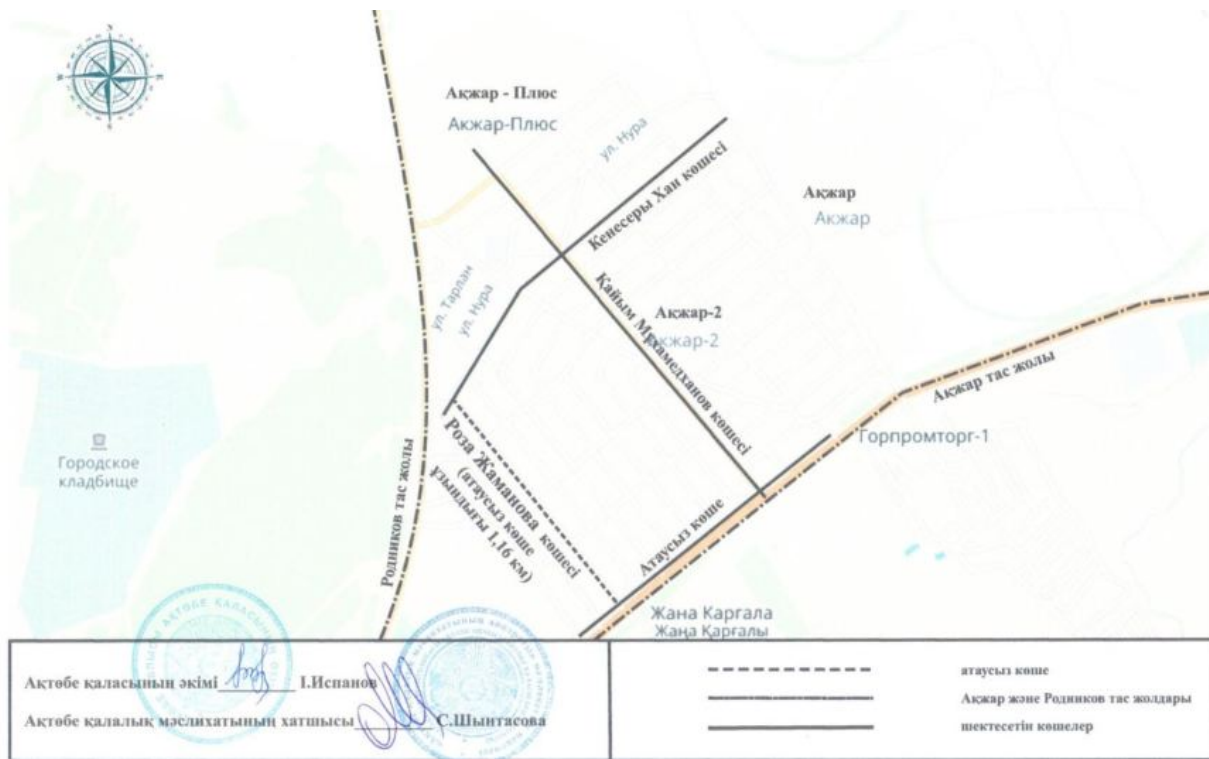 N
W
E
S
Ақжар - Плюс
Акжар-Плюс
ул. Нура
Кенесеры Хан көшесі
Ақжар
Акжар
ул. Тарлан
ул. Нура
Ақжар-2
Акжар-2
Қайым Мұхамедханов көшесі
Ақжар тас жолы
Горпромторг-1
Городское
кладбище
Родников тас жолы
Роза Жаманова көшесі
(атаусыз көше
ұзындығы 1,16 км)
Атаусыз көше
Жана Каргала
Жаңа Қарғалы
Ақтөбе қаласының әкімі І.Испанов
Ақтөбе қалалық мәслихатының хатшысы С.Шынтасова
атаусыз көше
Ақжар және Родников тас жолдары
шектесетін көшелер